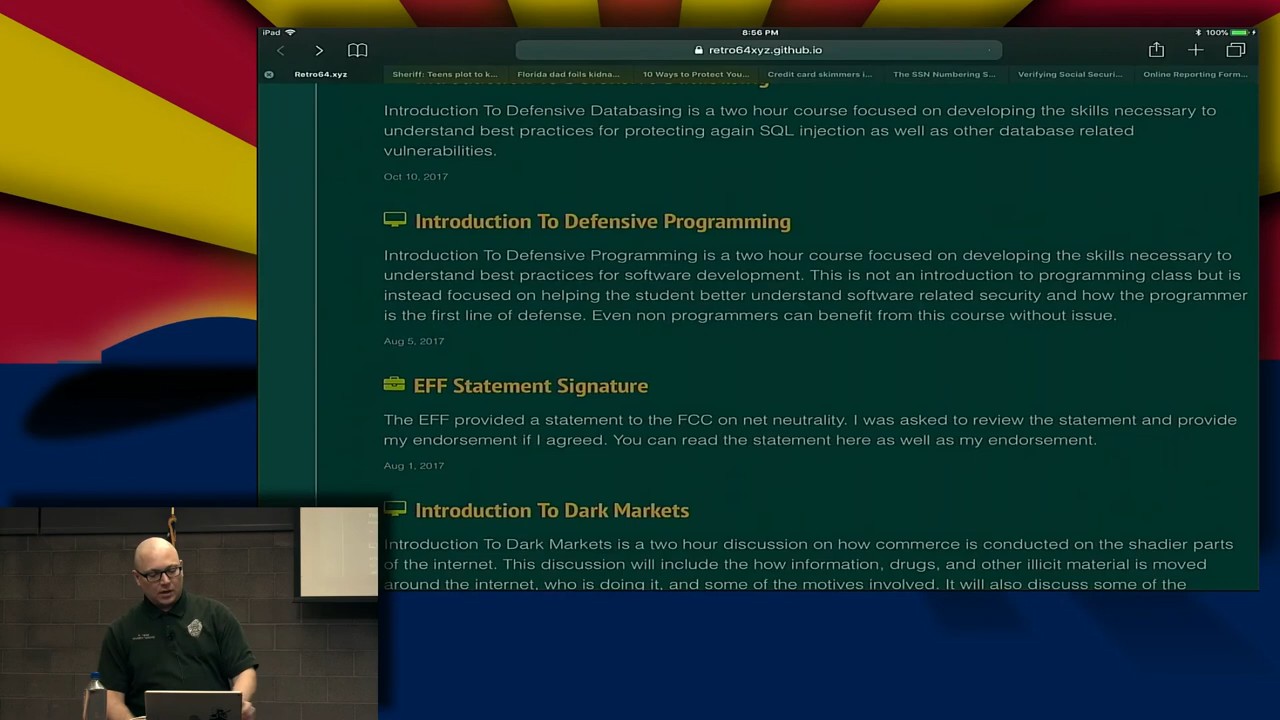 iPad
8:56 PM
100%
retro64xyz.github.io
Retro64.xyz
Sheriff: Teens plot to k...
Florida dad foils kidna...
10 Ways to Protect You...
Credit card skimmers i...
The SSN Numbering S...
Verifying Social Securi...
Online Reporting Form...
Introduction To Defensive Databasing is a two hour course focused on developing the skills necessary to
understand best practices for protecting again SQL injection as well as other database related
vulnerabilities.
Oct 10, 2017
Introduction To Defensive Programming
Introduction To Defensive Programming is a two hour course focused on developing the skills necessary to
understand best practices for software development. This is not an introduction to programming class but is
instead focused on helping the student better understand software related security and how the programmer
is the first line of defense. Even non programmers can benefit from this course without issue.
Aug 5, 2017
EFF Statement Signature
The EFF provided a statement to the FCC on net neutrality. I was asked to review the statement and provide
my endorsement if I agreed. You can read the statement here as well as my endorsement.
Aug 1, 2017
Introduction To Dark Markets
Introduction To Dark Markets is a two hour discussion on how commerce is conducted on the shadier parts
of the internet. This discussion will include the how information, drugs, and other illicit material is moved
around the internet, who is doing it, and some of the motives involved. It will also discuss some of the